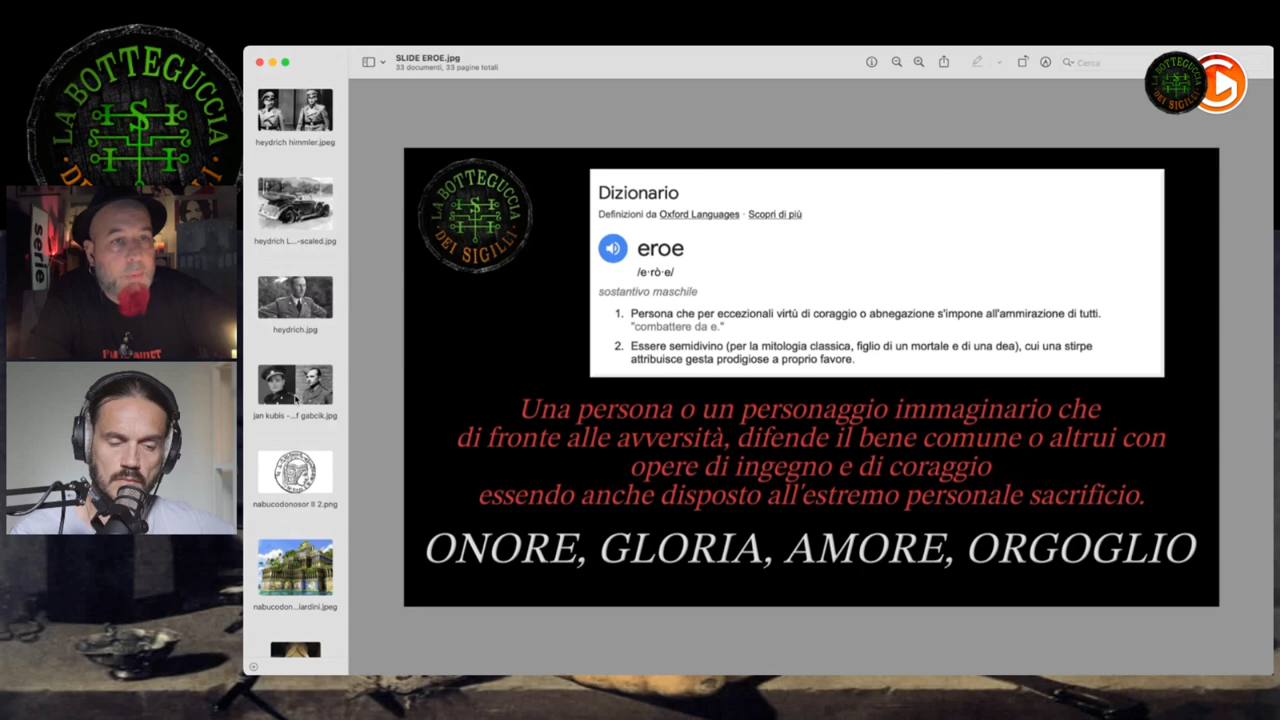 LA BOTTEGUCCIA
serie
SLIDE EROE.jpg
33 documenti, 33 pagine totali
Cerca
heydrich himmler.jpeg
heydrich L...-scaled.jpg
heydrich.jpg
jan kubis -...f gabcik.jpg
nabucodonosor II 2.png
nabucodon...iardini.jpeg
LA BOTTEGUCCIA
DEI SIGILLI
Dizionario
Definizioni da Oxford Languages · Scopri di più
eroe
/e·rò·e/
sostantivo maschile
1. Persona che per eccezionali virtù di coraggio o abnegazione s'impone all'ammirazione di tutti.
"combattere da e."
2. Essere semidivino (per la mitologia classica, figlio di un mortale e di una dea), cui una stirpe
attribuisce gesta prodigiose a proprio favore.
Una persona o un personaggio immaginario che
di fronte alle avversità, difende il bene comune o altrui con
opere di ingegno e di coraggio
essendo anche disposto all'estremo personale sacrificio.
ONORE, GLORIA, AMORE, ORGOGLIO